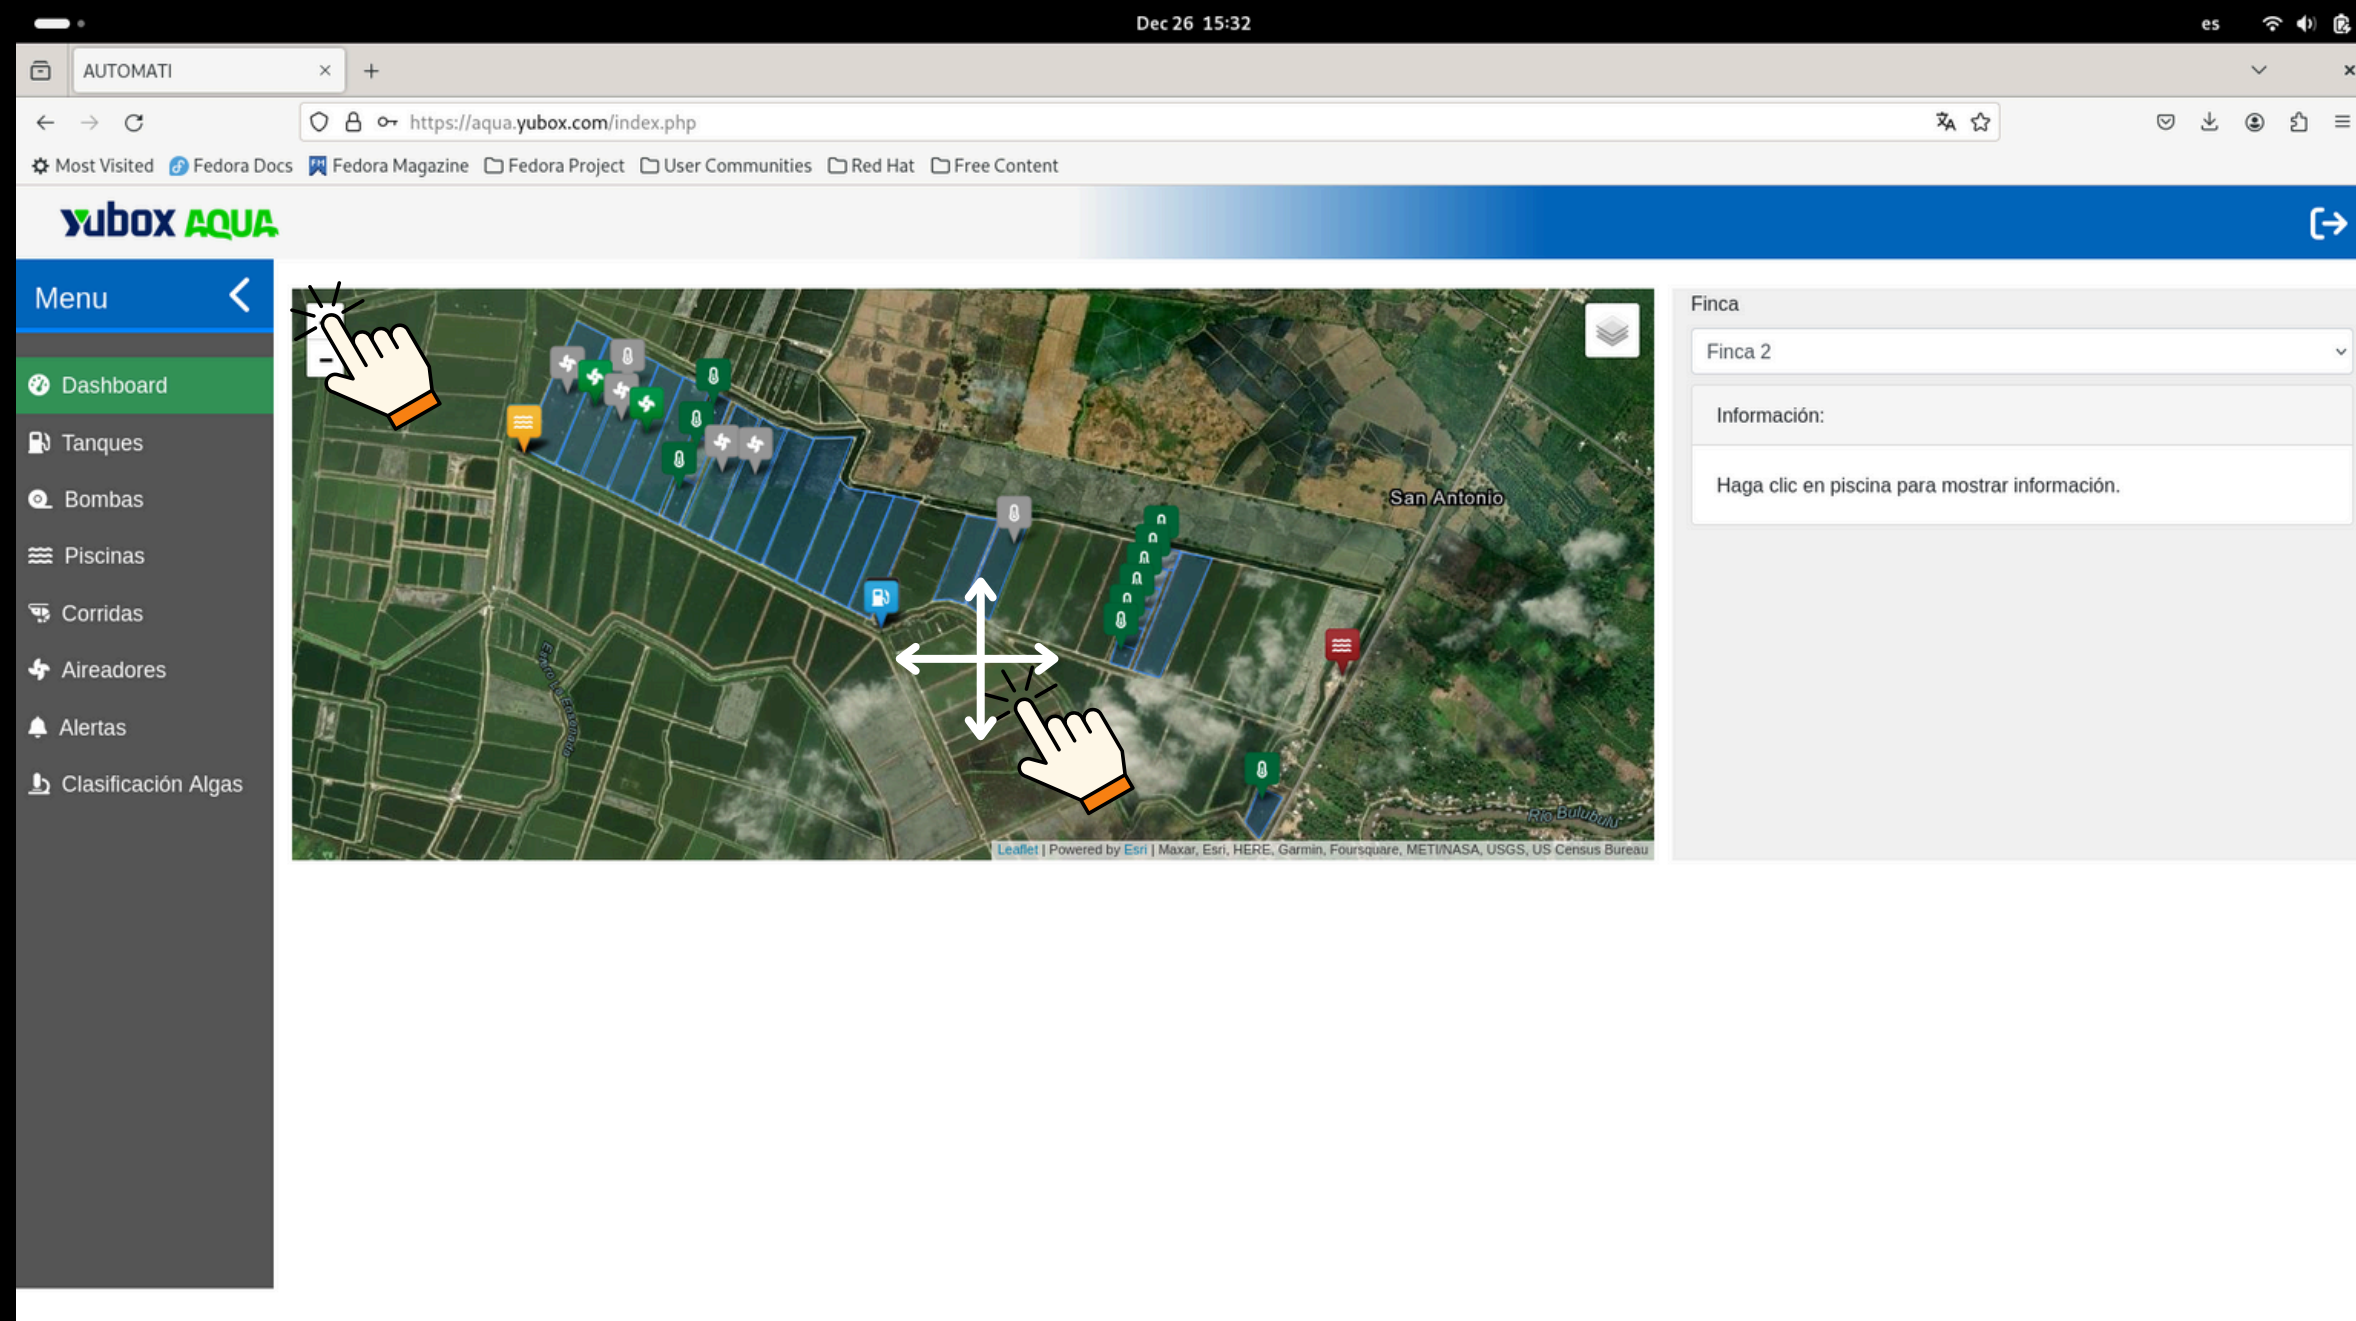 Dec 26 15:32
es
AUTOMATI
https://aqua.yubox.com/index.php
Most Visited Fedora Docs Fedora Magazine Fedora Project User Communities Red Hat Free Content
yubox AQUA
Menu
Dashboard
Tanques
Bombas
Piscinas
Corridas
Aireadores
Alertas
Clasificación Algas
San Antonio
Río Bulubulu
Leaflet | Powered by Esri | Maxar, Esri, HERE, Garmin, Foursquare, METI/NASA, USGS, US Census Bureau
Finca
Finca 2
Información:
Haga clic en piscina para mostrar información.